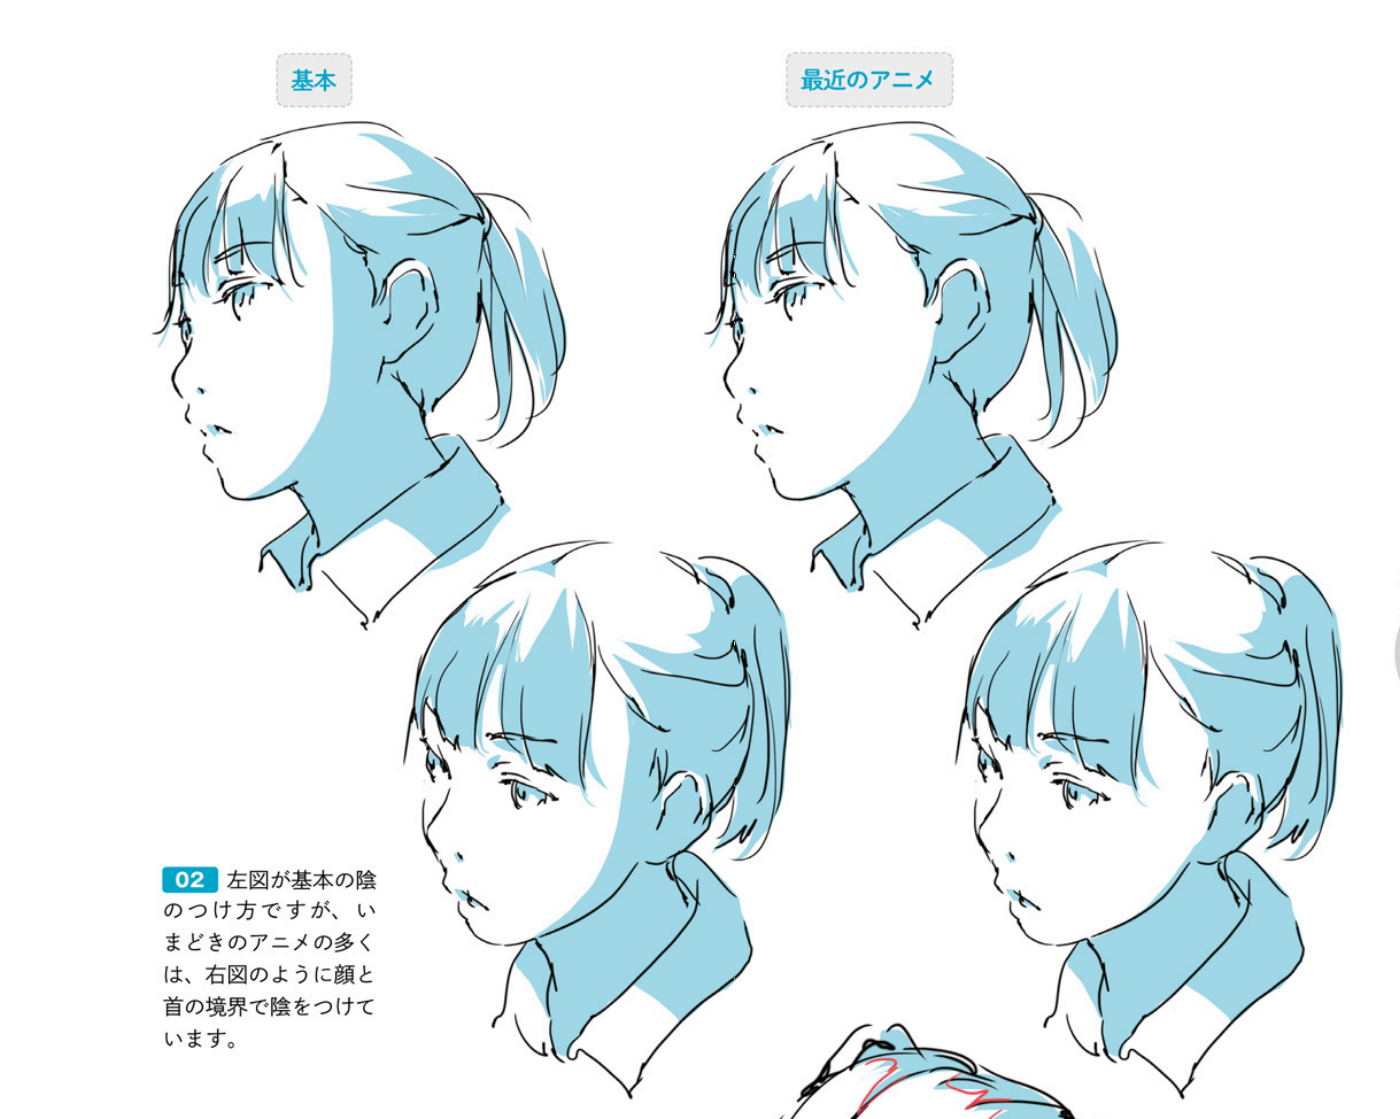 基本
最近のアニメ
02 左図が基本の陰
のつけ方ですが、い
まどきのアニメの多く
は、右図のように顔と
首の境界で陰をつけて
います。